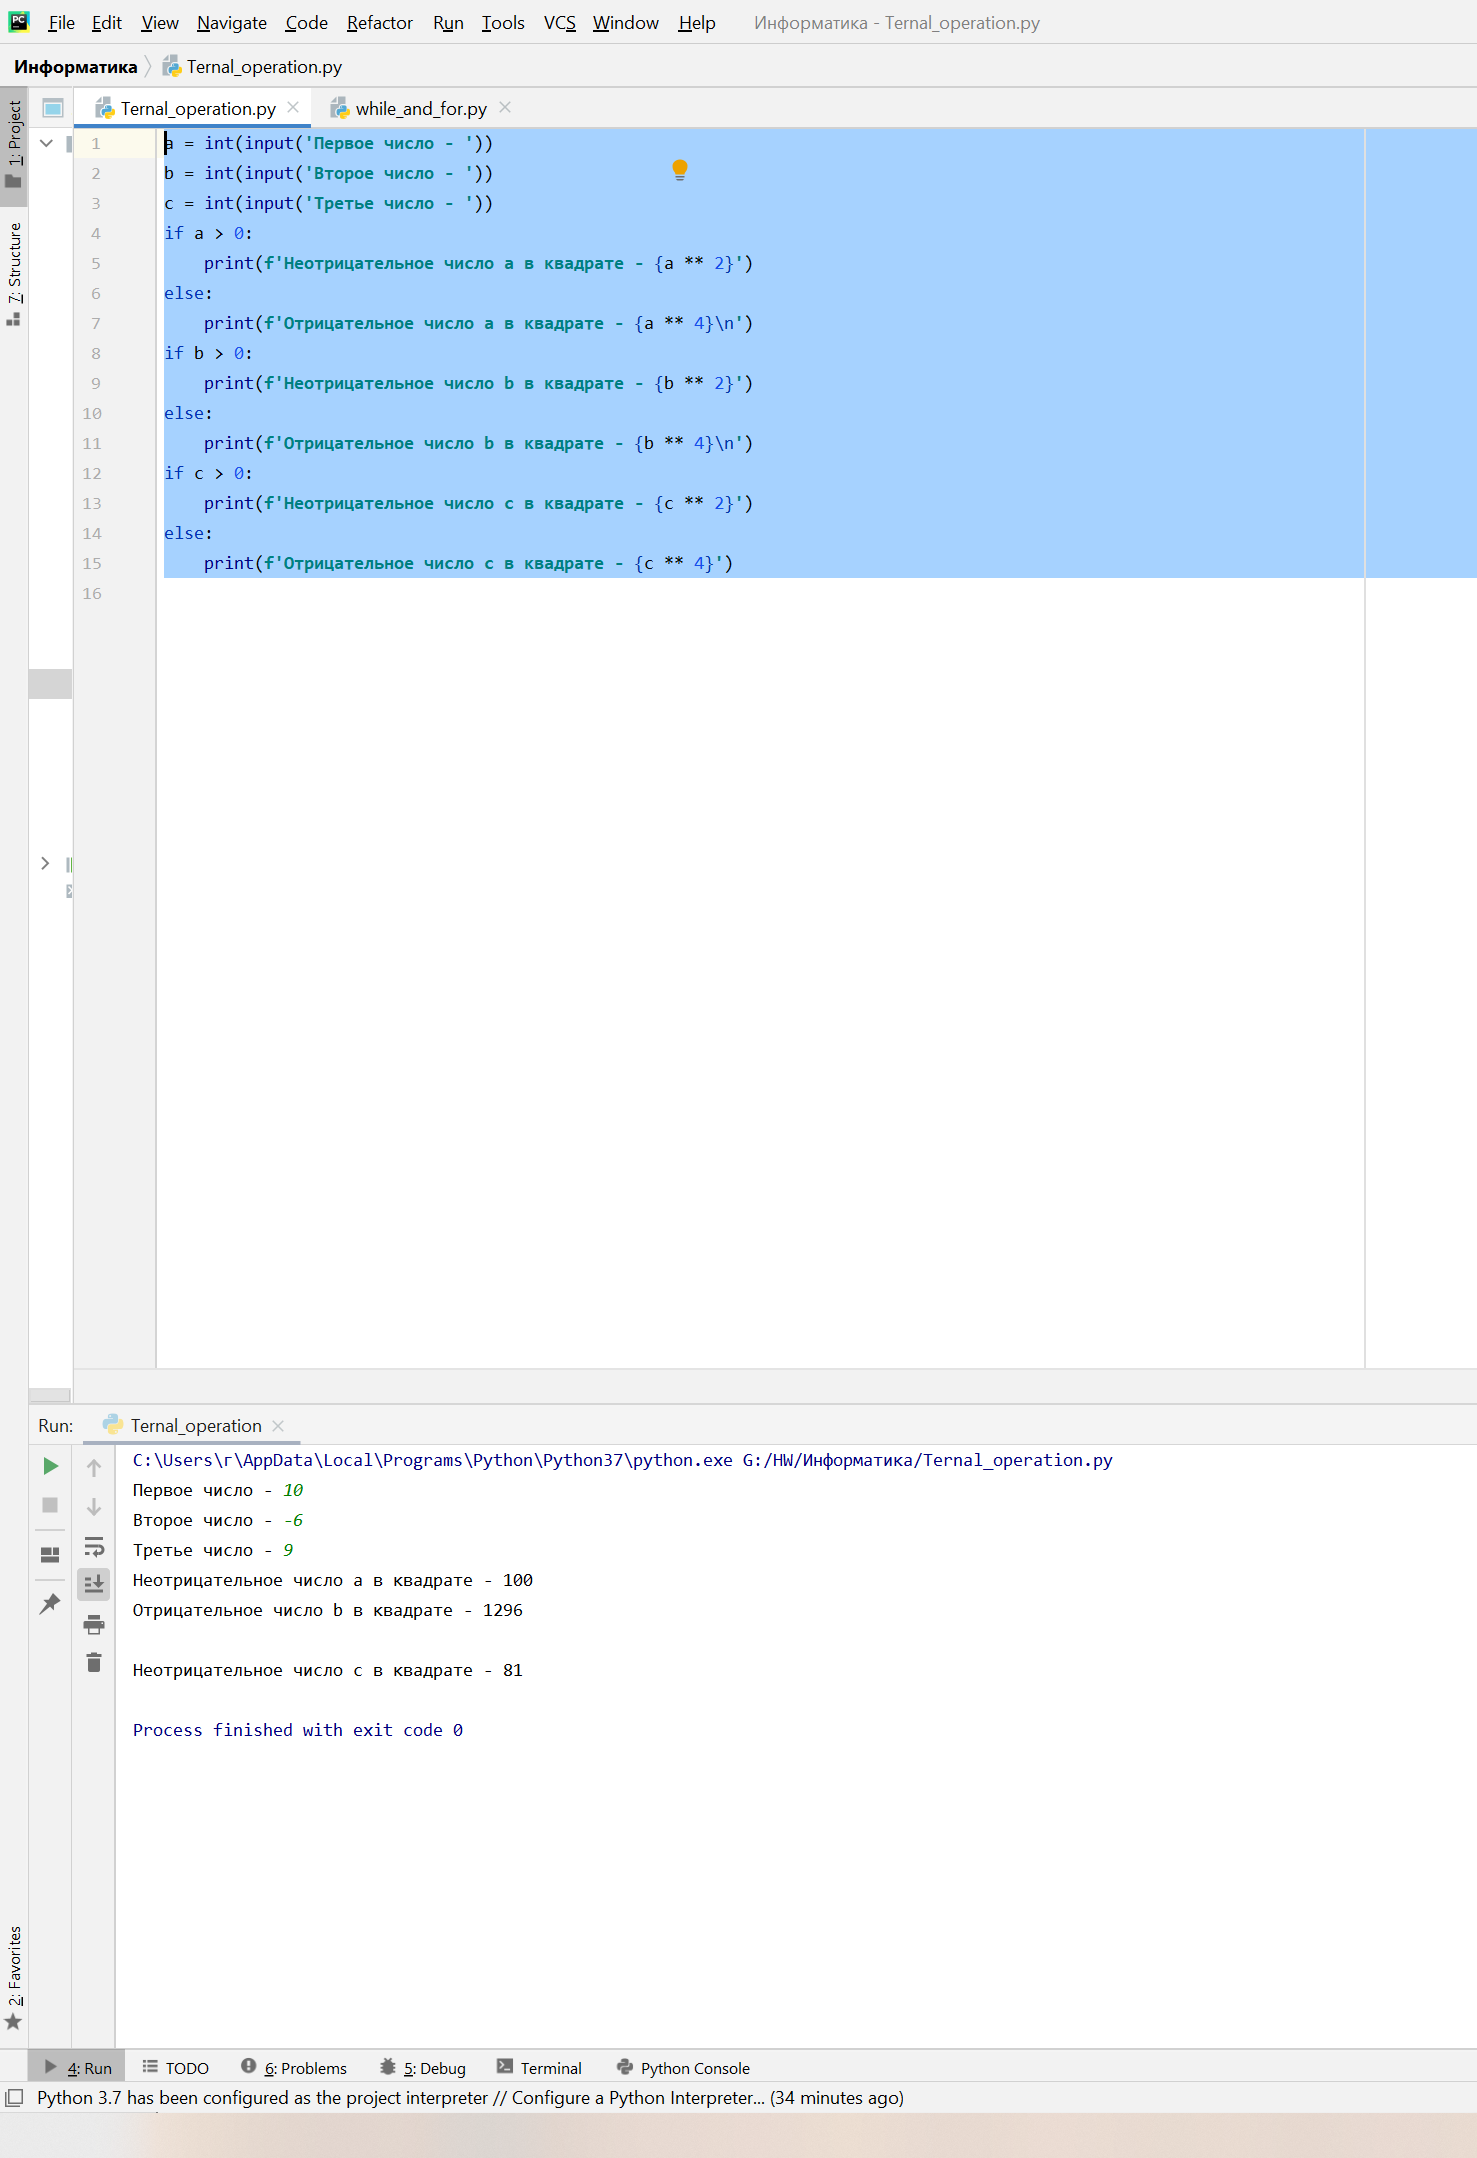 File Edit View Navigate Code Refactor Run Tools VCS Window Help Информатика - Ternal_operation.py
Информатика Ternal_operation.py
Ternal_operation.py while_and_for.py
1: Project
7: Structure
1 a = int(input('Первое число - '))
2 b = int(input('Второе число - '))
3 c = int(input('Третье число - '))
4 if a > 0:
5 print(f'Неотрицательное число a в квадрате - {a ** 2}')
6 else:
7 print(f'Отрицательное число a в квадрате - {a ** 4}\n')
8 if b > 0:
9 print(f'Неотрицательное число b в квадрате - {b ** 2}')
10 else:
11 print(f'Отрицательное число b в квадрате - {b ** 4}\n')
12 if c > 0:
13 print(f'Неотрицательное число c в квадрате - {c ** 2}')
14 else:
15 print(f'Отрицательное число c в квадрате - {c ** 4}')
16
Run: Ternal_operation
C:\Users\r\AppData\Local\Programs\Python\Python37\python.exe G:/HW/Информатика/Ternal_operation.py
Первое число - 10
Второе число - -6
Третье число - 9
Неотрицательное число a в квадрате - 100
Отрицательное число b в квадрате - 1296
Неотрицательное число c в квадрате - 81
Process finished with exit code 0
2: Favorites
4: Run TODO 6: Problems 5: Debug Terminal Python Console
Python 3.7 has been configured as the project interpreter // Configure a Python Interpreter... (34 minutes ago)